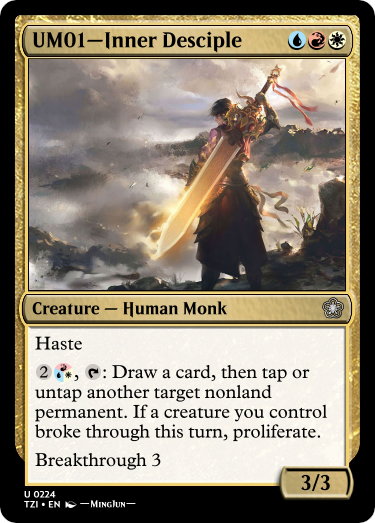 UM01—Inner Desciple
Creature — Human Monk
Haste
2, : Draw a card, then tap or
untap another target nonland
permanent. If a creature you control
broke through this turn, proliferate.
Breakthrough 3
3/3
U 0224
TZI • EN MingJun—